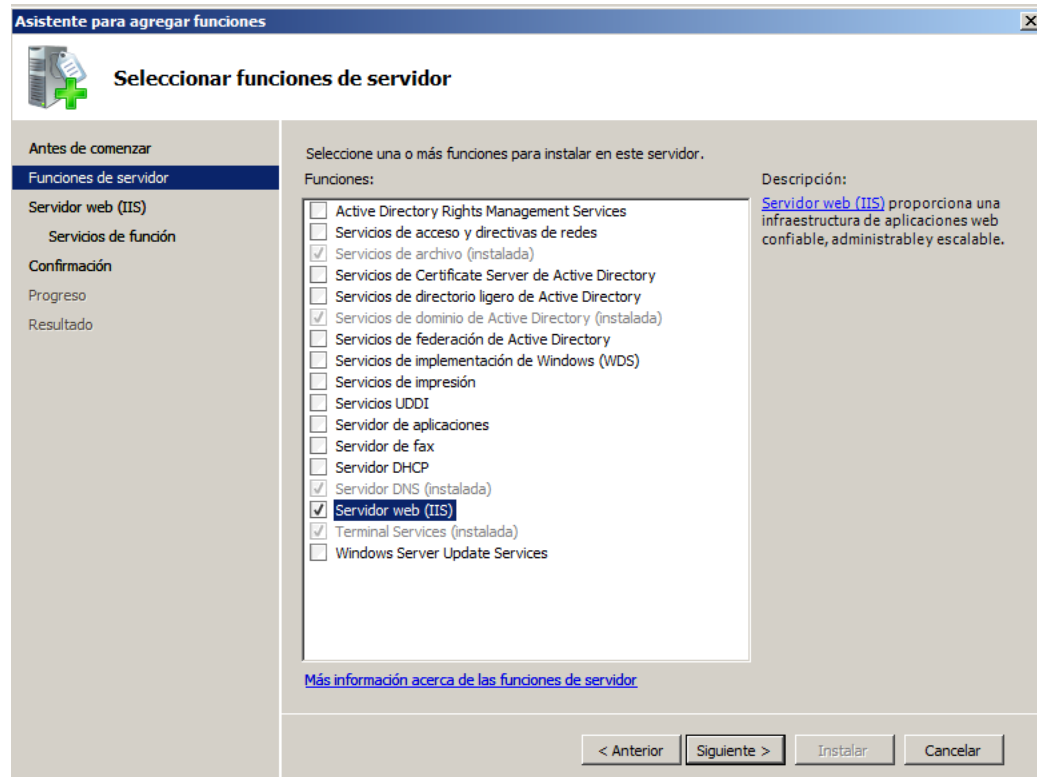 Asistente para agregar funciones
Seleccionar funciones de servidor
Antes de comenzar
Funciones de servidor
Servidor web (IIS)
Servicios de función
Confirmación
Progreso
Resultado
Seleccione una o más funciones para instalar en este servidor.
Funciones:
Active Directory Rights Management Services
Servicios de acceso y directivas de redes
Servicios de archivo (instalada)
Servicios de Certificate Server de Active Directory
Servicios de directorio ligero de Active Directory
Servicios de dominio de Active Directory (instalada)
Servicios de federación de Active Directory
Servicios de implementación de Windows (WDS)
Servicios de impresión
Servicios UDDI
Servidor de aplicaciones
Servidor de fax
Servidor DHCP
Servidor DNS (instalada)
Servidor web (IIS)
Terminal Services (instalada)
Windows Server Update Services
Más información acerca de las funciones de servidor
Descripción:
Servidor web (IIS) proporciona una
infraestructura de aplicaciones web
confiable, administrabley escalable.
< Anterior
Siguiente >
Instalar
Cancelar